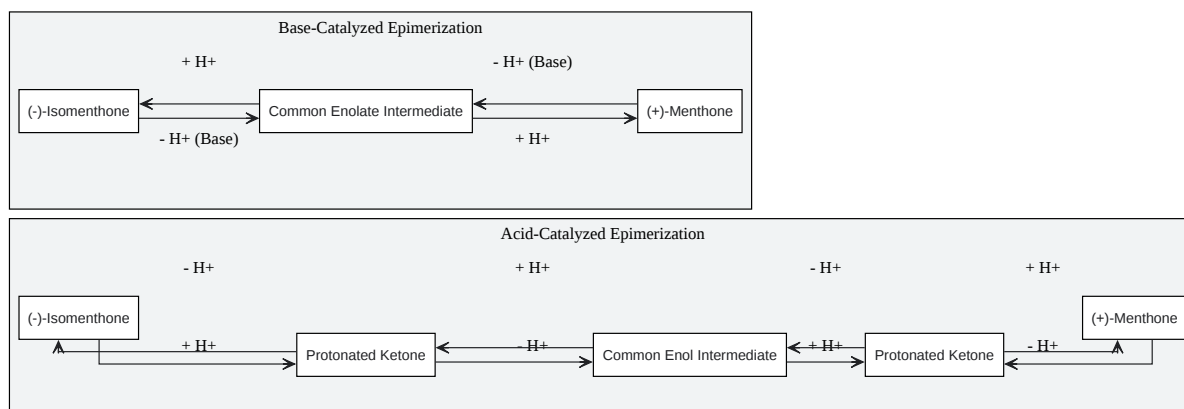 Base-Catalyzed Epimerization
+ H+
- H+ (Base)
(-)-Isomenthone
Common Enolate Intermediate
(+)-Menthone
- H+ (Base)
+ H+
Acid-Catalyzed Epimerization
- H+
+ H+
- H+
+ H+
(-)-Isomenthone
(+)-Menthone
+ H+
- H+
+ H+
- H+
Protonated Ketone
Common Enol Intermediate
Protonated Ketone